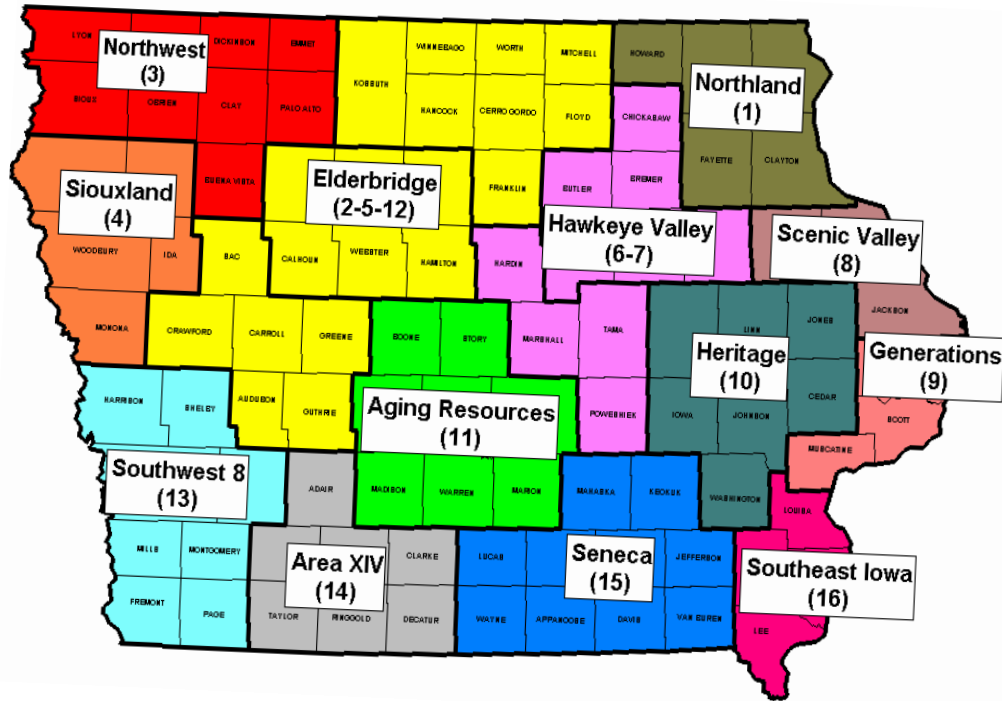 LYON
DICKINSON
EMMET
Northwest
(3)
SIOUX
OBRIEN
CLAY
PALO ALTO
BUENA VISTA
WINNEBAGO
WORTH
MITCHELL
KOSSUTH
HANCOCK
CERRO GORDO
FLOYD
FRANKLIN
Elderbridge
(2-5-12)
SAC
CALHOUN
WEBSTER
HAMILTON
CRAWFORD
CARROLL
GREENE
AUDUBON
GUTHRIE
HOWARD
Northland
(1)
FAYETTE
CLAYTON
CHICKASAW
BUTLER
BREMER
Hawkeye Valley
(6-7)
HARDIN
MARSHALL
TAMA
POWESHIEK
Siouxland
(4)
WOODBURY
IDA
MONONA
Scenic Valley
(8)
JACKSON
Generations
(9)
SCOTT
MUSCATINE
LINN
JONES
Heritage
(10)
IOWA
JOHNSON
CEDAR
WASHINGTON
BOONE
STORY
Aging Resources
(11)
MADISON
WARREN
MARION
HARRISON
SHELBY
Southwest 8
(13)
MILLS
MONTGOMERY
FREMONT
PAGE
ADAIR
Area XIV
(14)
CLARKE
TAYLOR
RINGGOLD
DECATUR
MAHASKA
KEOKUK
LUCAS
Seneca
(15)
JEFFERSON
WAYNE
APPANOOSE
DAVIS
VAN BUREN
LOUISA
Southeast Iowa
(16)
LEE